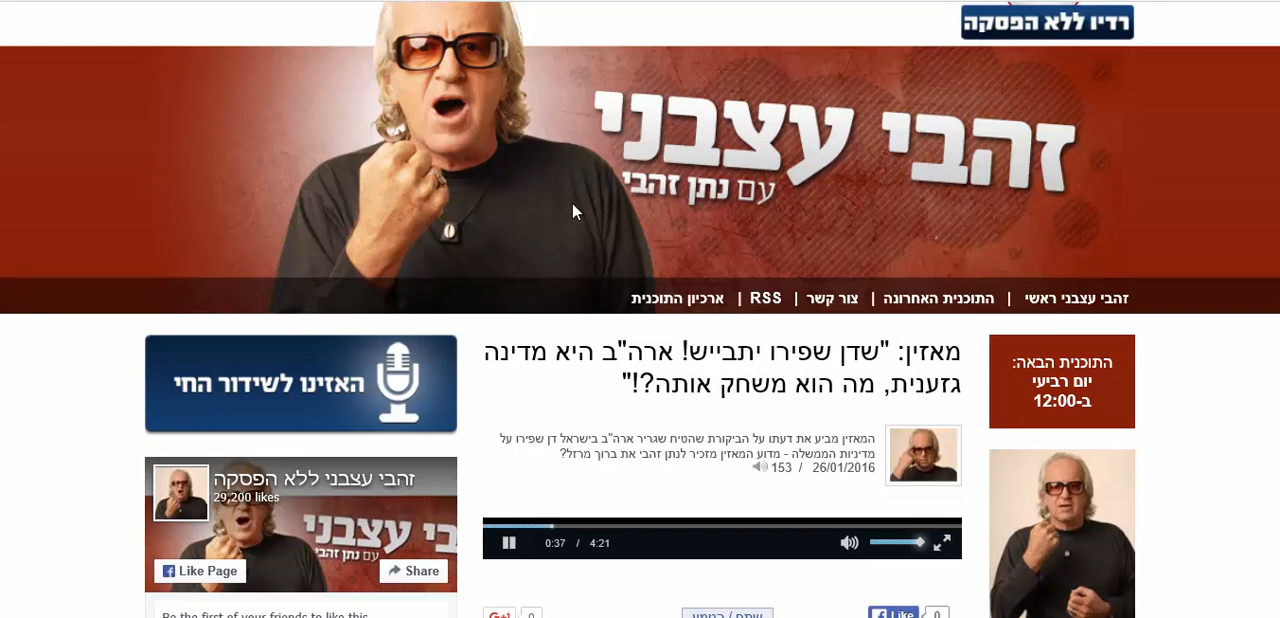 רדיו ללא הפסקה
זהבי עצבני
עם נתן זהבי
זהבי עצבני ראשי | התוכנית האחרונה | צור קשר | RSS | ארכיון התוכנית
התוכנית הבאה:
יום רביעי
ב-12:00
מאזין: "שדן שפירו יתבייש! ארה"ב היא מדינה
גזענית, מה הוא משחק אותה?!"
המאזין מביע את דעתו על הביקורת שהטיח שגריר ארה"ב בישראל דן שפירו על
מדיניות הממשלה - מדוע המאזין מזכיר לנתן זהבי את ברוך מרזל?
26/01/2016 / 153
0:37 / 4:21
שתף / הטמע
Like 0
G+1 0
האזינו לשידור החי
זהבי עצבני ללא הפסקה
29,200 likes
בי עצבני
עם נתן זהבי
Like Page
Share
Be the first of your friends to like this